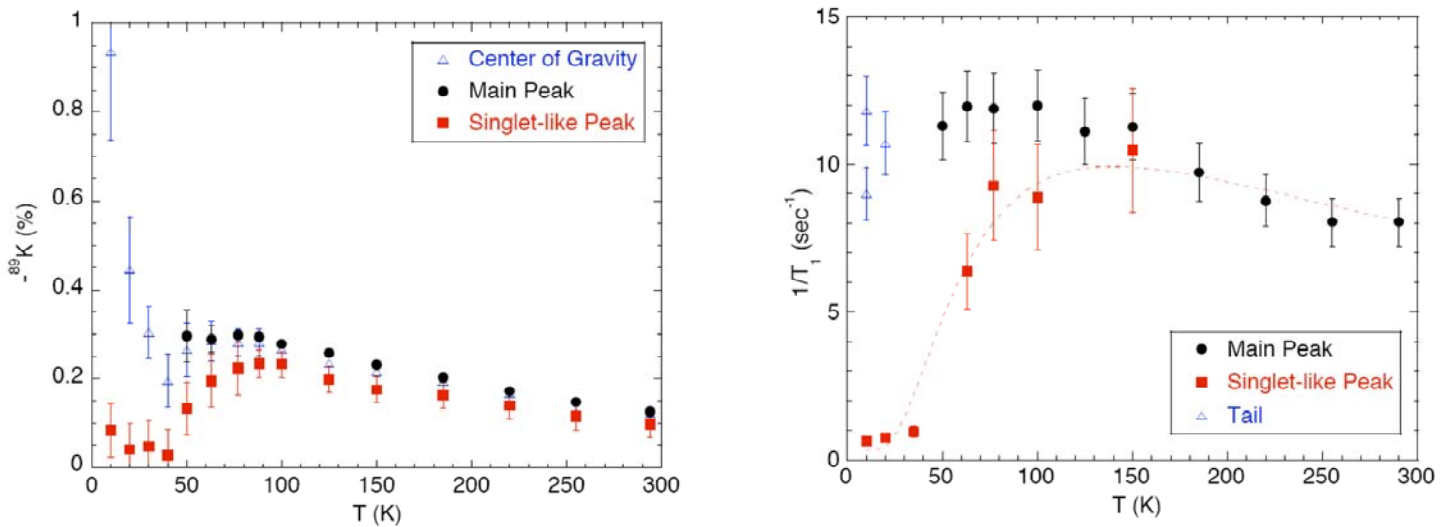 1
0.8
0.6
0.4
0.2
0
-⁸⁹K (%)
Center of Gravity
Main Peak
Singlet-like Peak
0 50 100 150 200 250 300
T (K)
15
10
5
0
1/T₁ (sec⁻¹)
Main Peak
Singlet-like Peak
Tail
0 50 100 150 200 250 300
T (K)